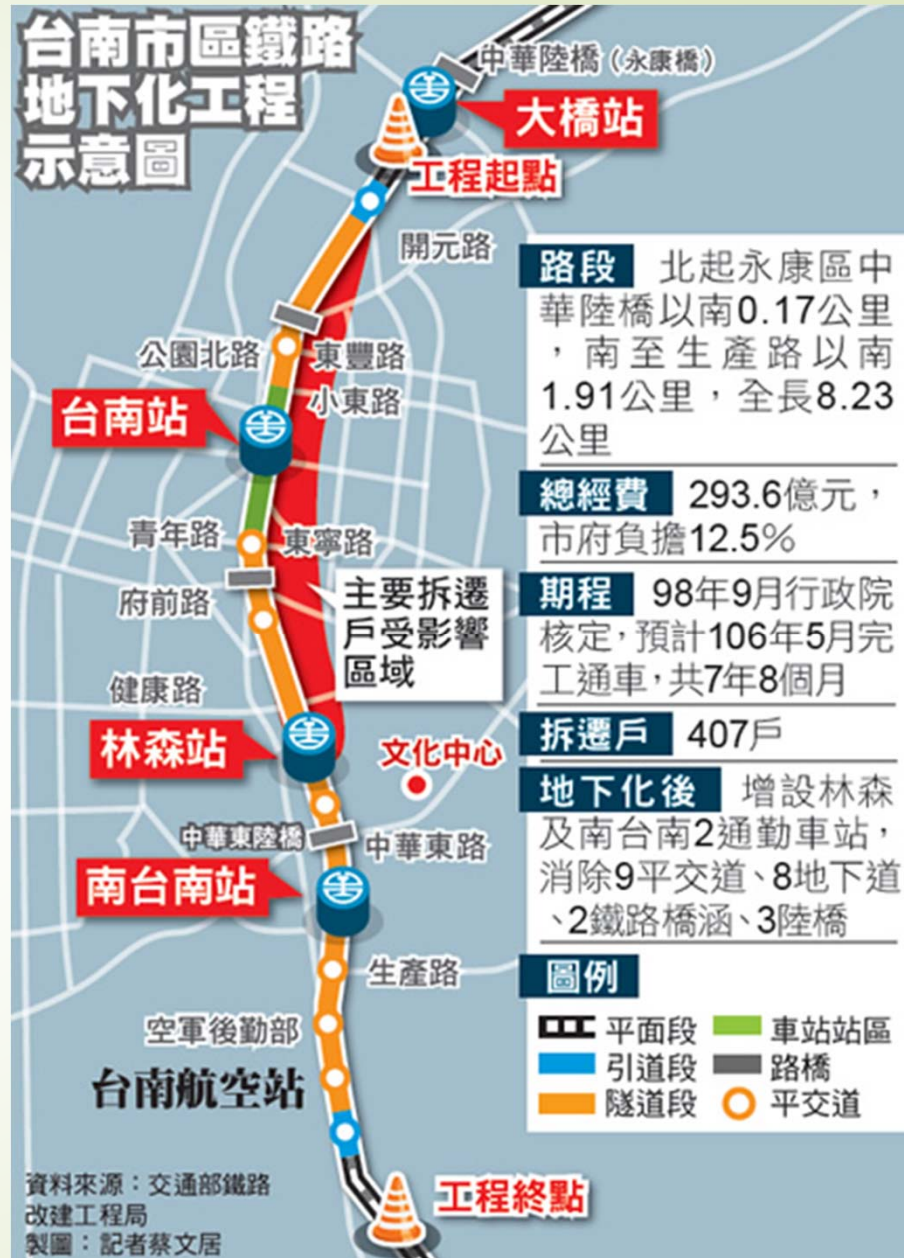 台南市區鐵路
地下化工程
示意圖
中華陸橋（永康橋）
大橋站
工程起點
開元路
公園北路
東豐路
小東路
台南站
青年路
東寧路
府前路
主要拆遷
戶受影響
區域
健康路
林森站
文化中心
中華東陸橋
中華東路
南台南站
生產路
空軍後勤部
台南航空站
工程終點
資料來源：交通部鐵路
改建工程局
製圖：記者蔡文居
路段 北起永康區中
華陸橋以南0.17公里
，南至生產路以南
1.91公里，全長8.23
公里
總經費 293.6億元，
市府負擔12.5%
期程 98年9月行政院
核定，預計106年5月完
工通車，共7年8個月
拆遷戶 407戶
地下化後 增設林森
及南台南2通勤車站，
消除9平交道、8地下道
、2鐵路橋涵、3陸橋
圖例
平面段 車站站區
引道段 路橋
隧道段 平交道